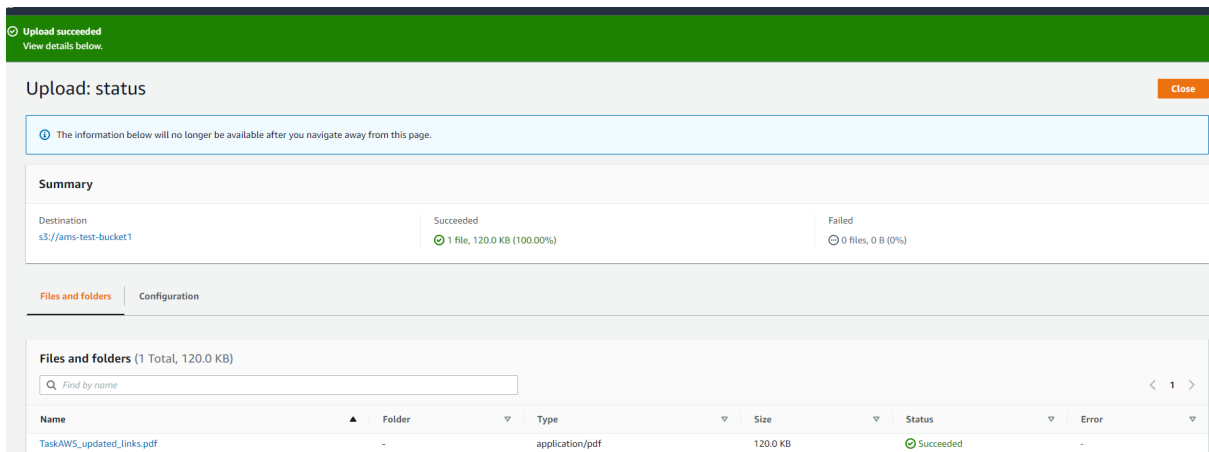 Upload succeeded
View details below.
Upload: status
Close
The information below will no longer be available after you navigate away from this page.
Summary
Destination Succeeded Failed
s3://ams-test-bucket1 1 file, 120.0 KB (100.00%) 0 files, 0 B (0%)
Files and folders Configuration
Files and folders (1 Total, 120.0 KB)
Find by name 1
Name Folder Type Size Status Error
TaskAWS_updated_links.pdf - application/pdf 120.0 KB Succeeded -